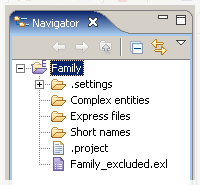 Navigator
Family
.settings
Complex entities
Express files
Short names
.project
Family_excluded.exl